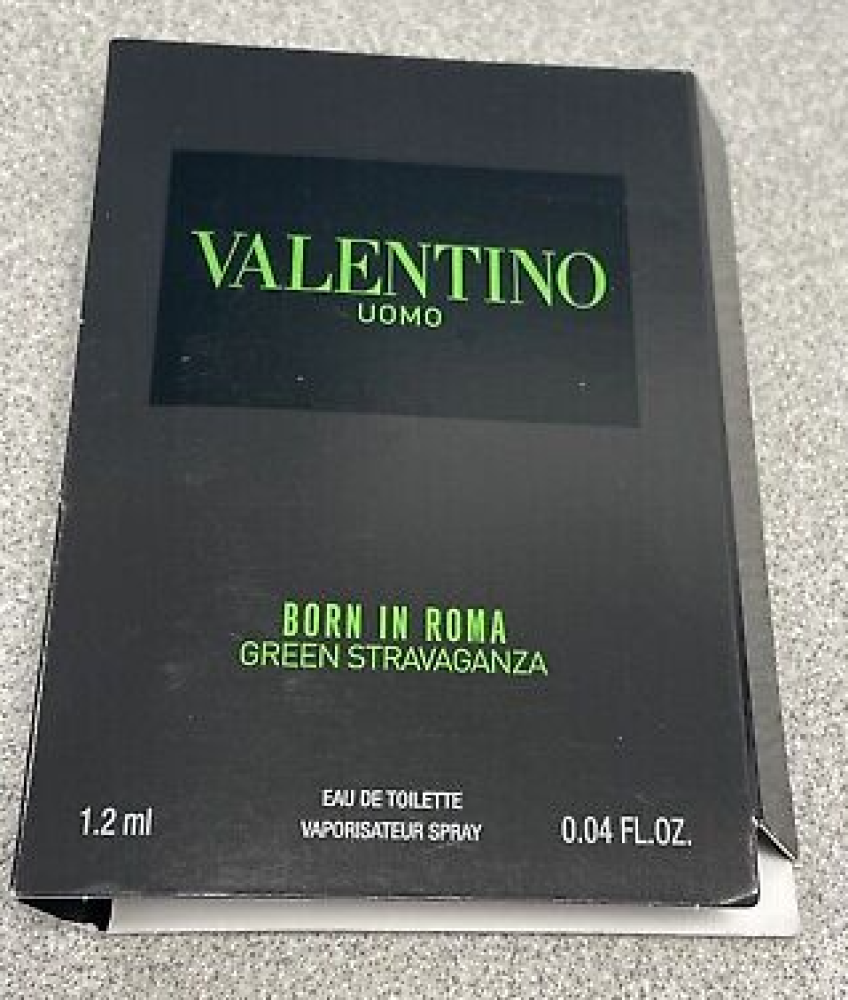 VALENTINO
UOMO
BORN IN ROMA
GREEN STRAVAGANZA
EAU DE TOILETTE
1.2 ml VAPORISATEUR SPRAY 0.04 FL.OZ.